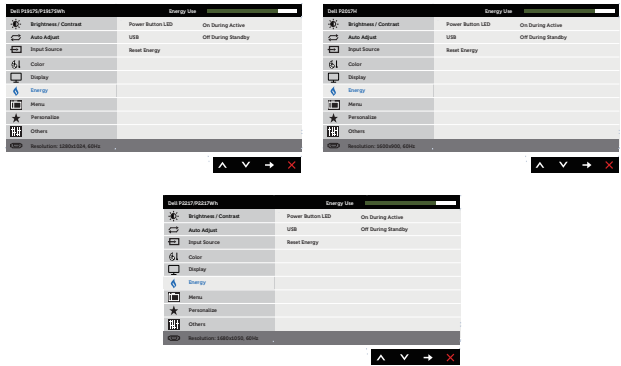 Dell P1917S/P1917SWh Energy Use
Brightness / Contrast Power Button LED On During Active
Auto Adjust USB Off During Standby
Input Source Reset Energy
Color
Display
Energy
Menu
Personalize
Others
Resolution: 1280x1024, 60Hz
Dell P2017H Energy Use
Brightness / Contrast Power Button LED On During Active
Auto Adjust USB Off During Standby
Input Source Reset Energy
Color
Display
Energy
Menu
Personalize
Others
Resolution: 1600x900, 60Hz
Dell P2217/P2217Wh Energy Use
Brightness / Contrast Power Button LED On During Active
Auto Adjust USB Off During Standby
Input Source Reset Energy
Color
Display
Energy
Menu
Personalize
Others
Resolution: 1680x1050, 60Hz